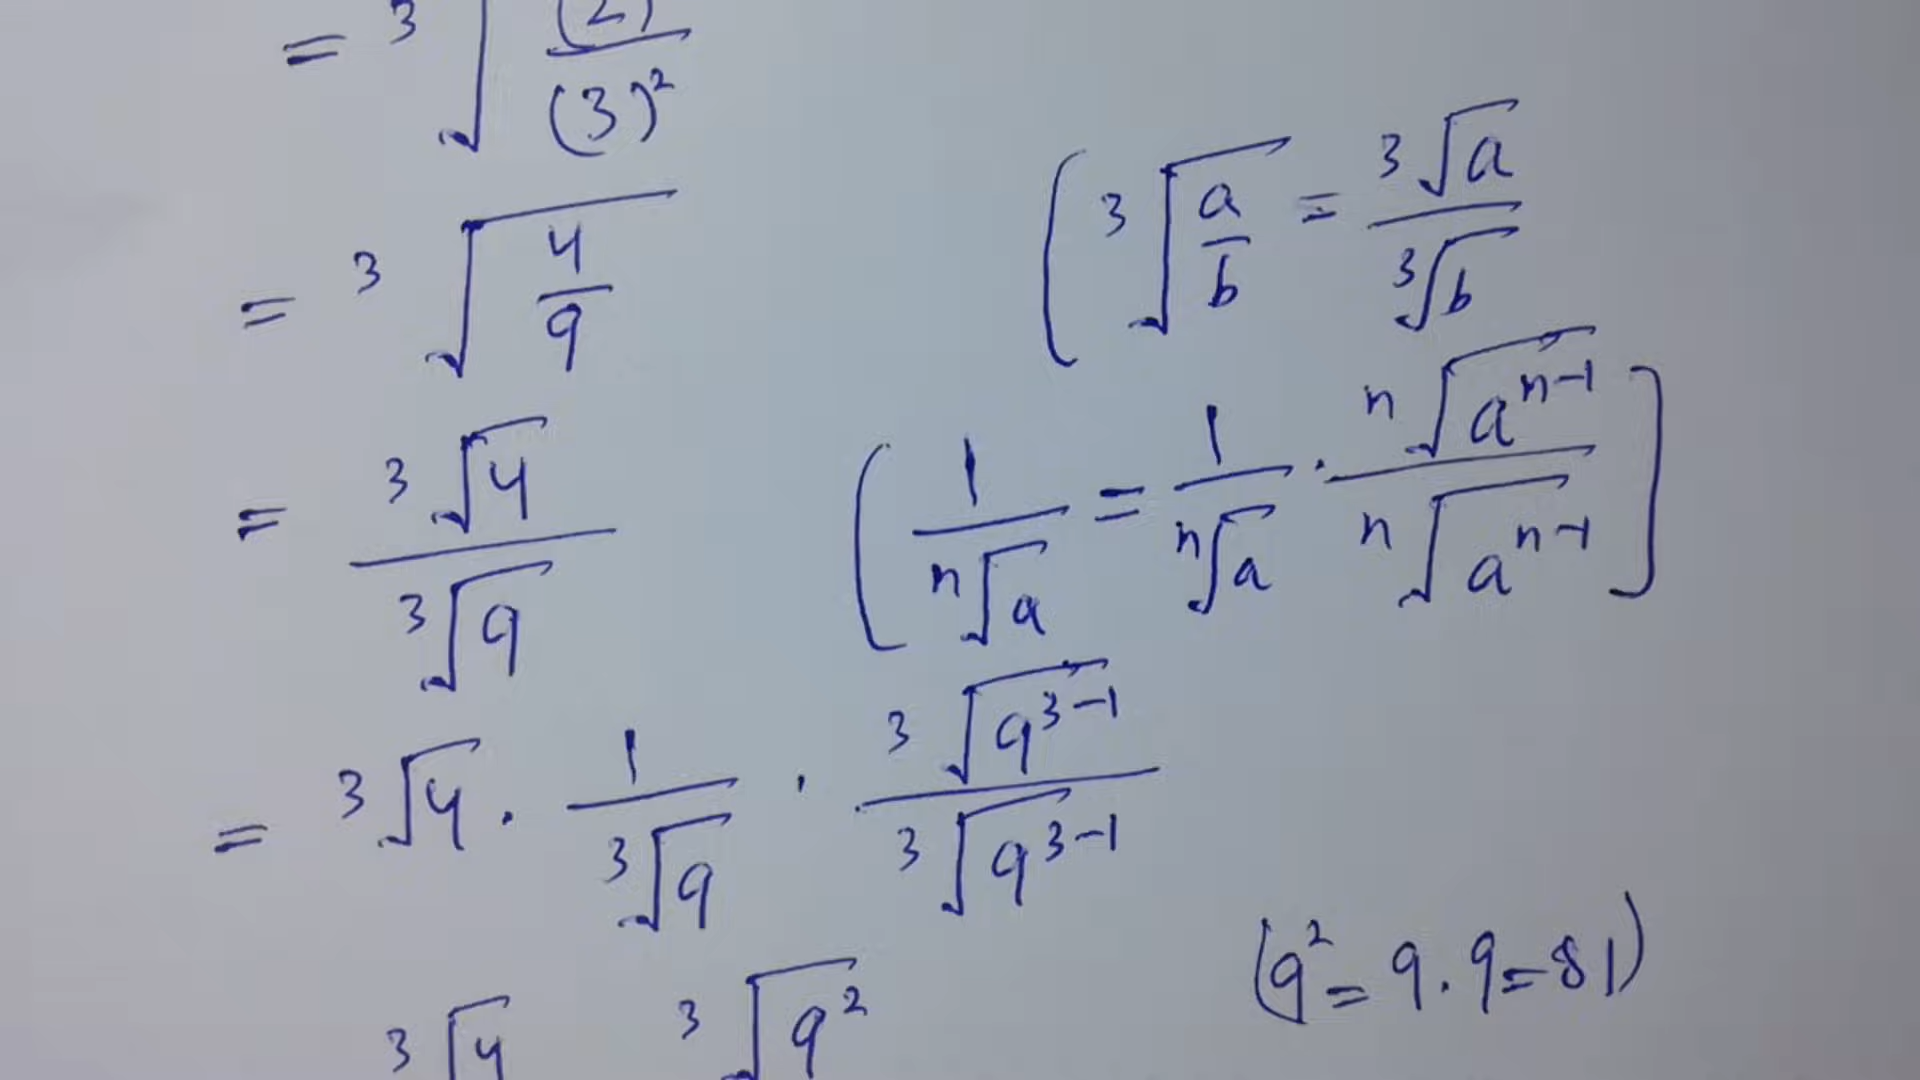 = ³√((2)/(3)²)
= ³√(4/9)
(³√(a/b) = ³√a/³√b
= ³√4/³√9
(1/ⁿ√a = 1/ⁿ√a · ⁿ√(aⁿ⁻¹)/ⁿ√(aⁿ⁻¹)]
= ³√4 · 1/³√9 · ³√(9³⁻¹)/³√(9³⁻¹)
(9² = 9.9=81)
³√4 ³√(9²)